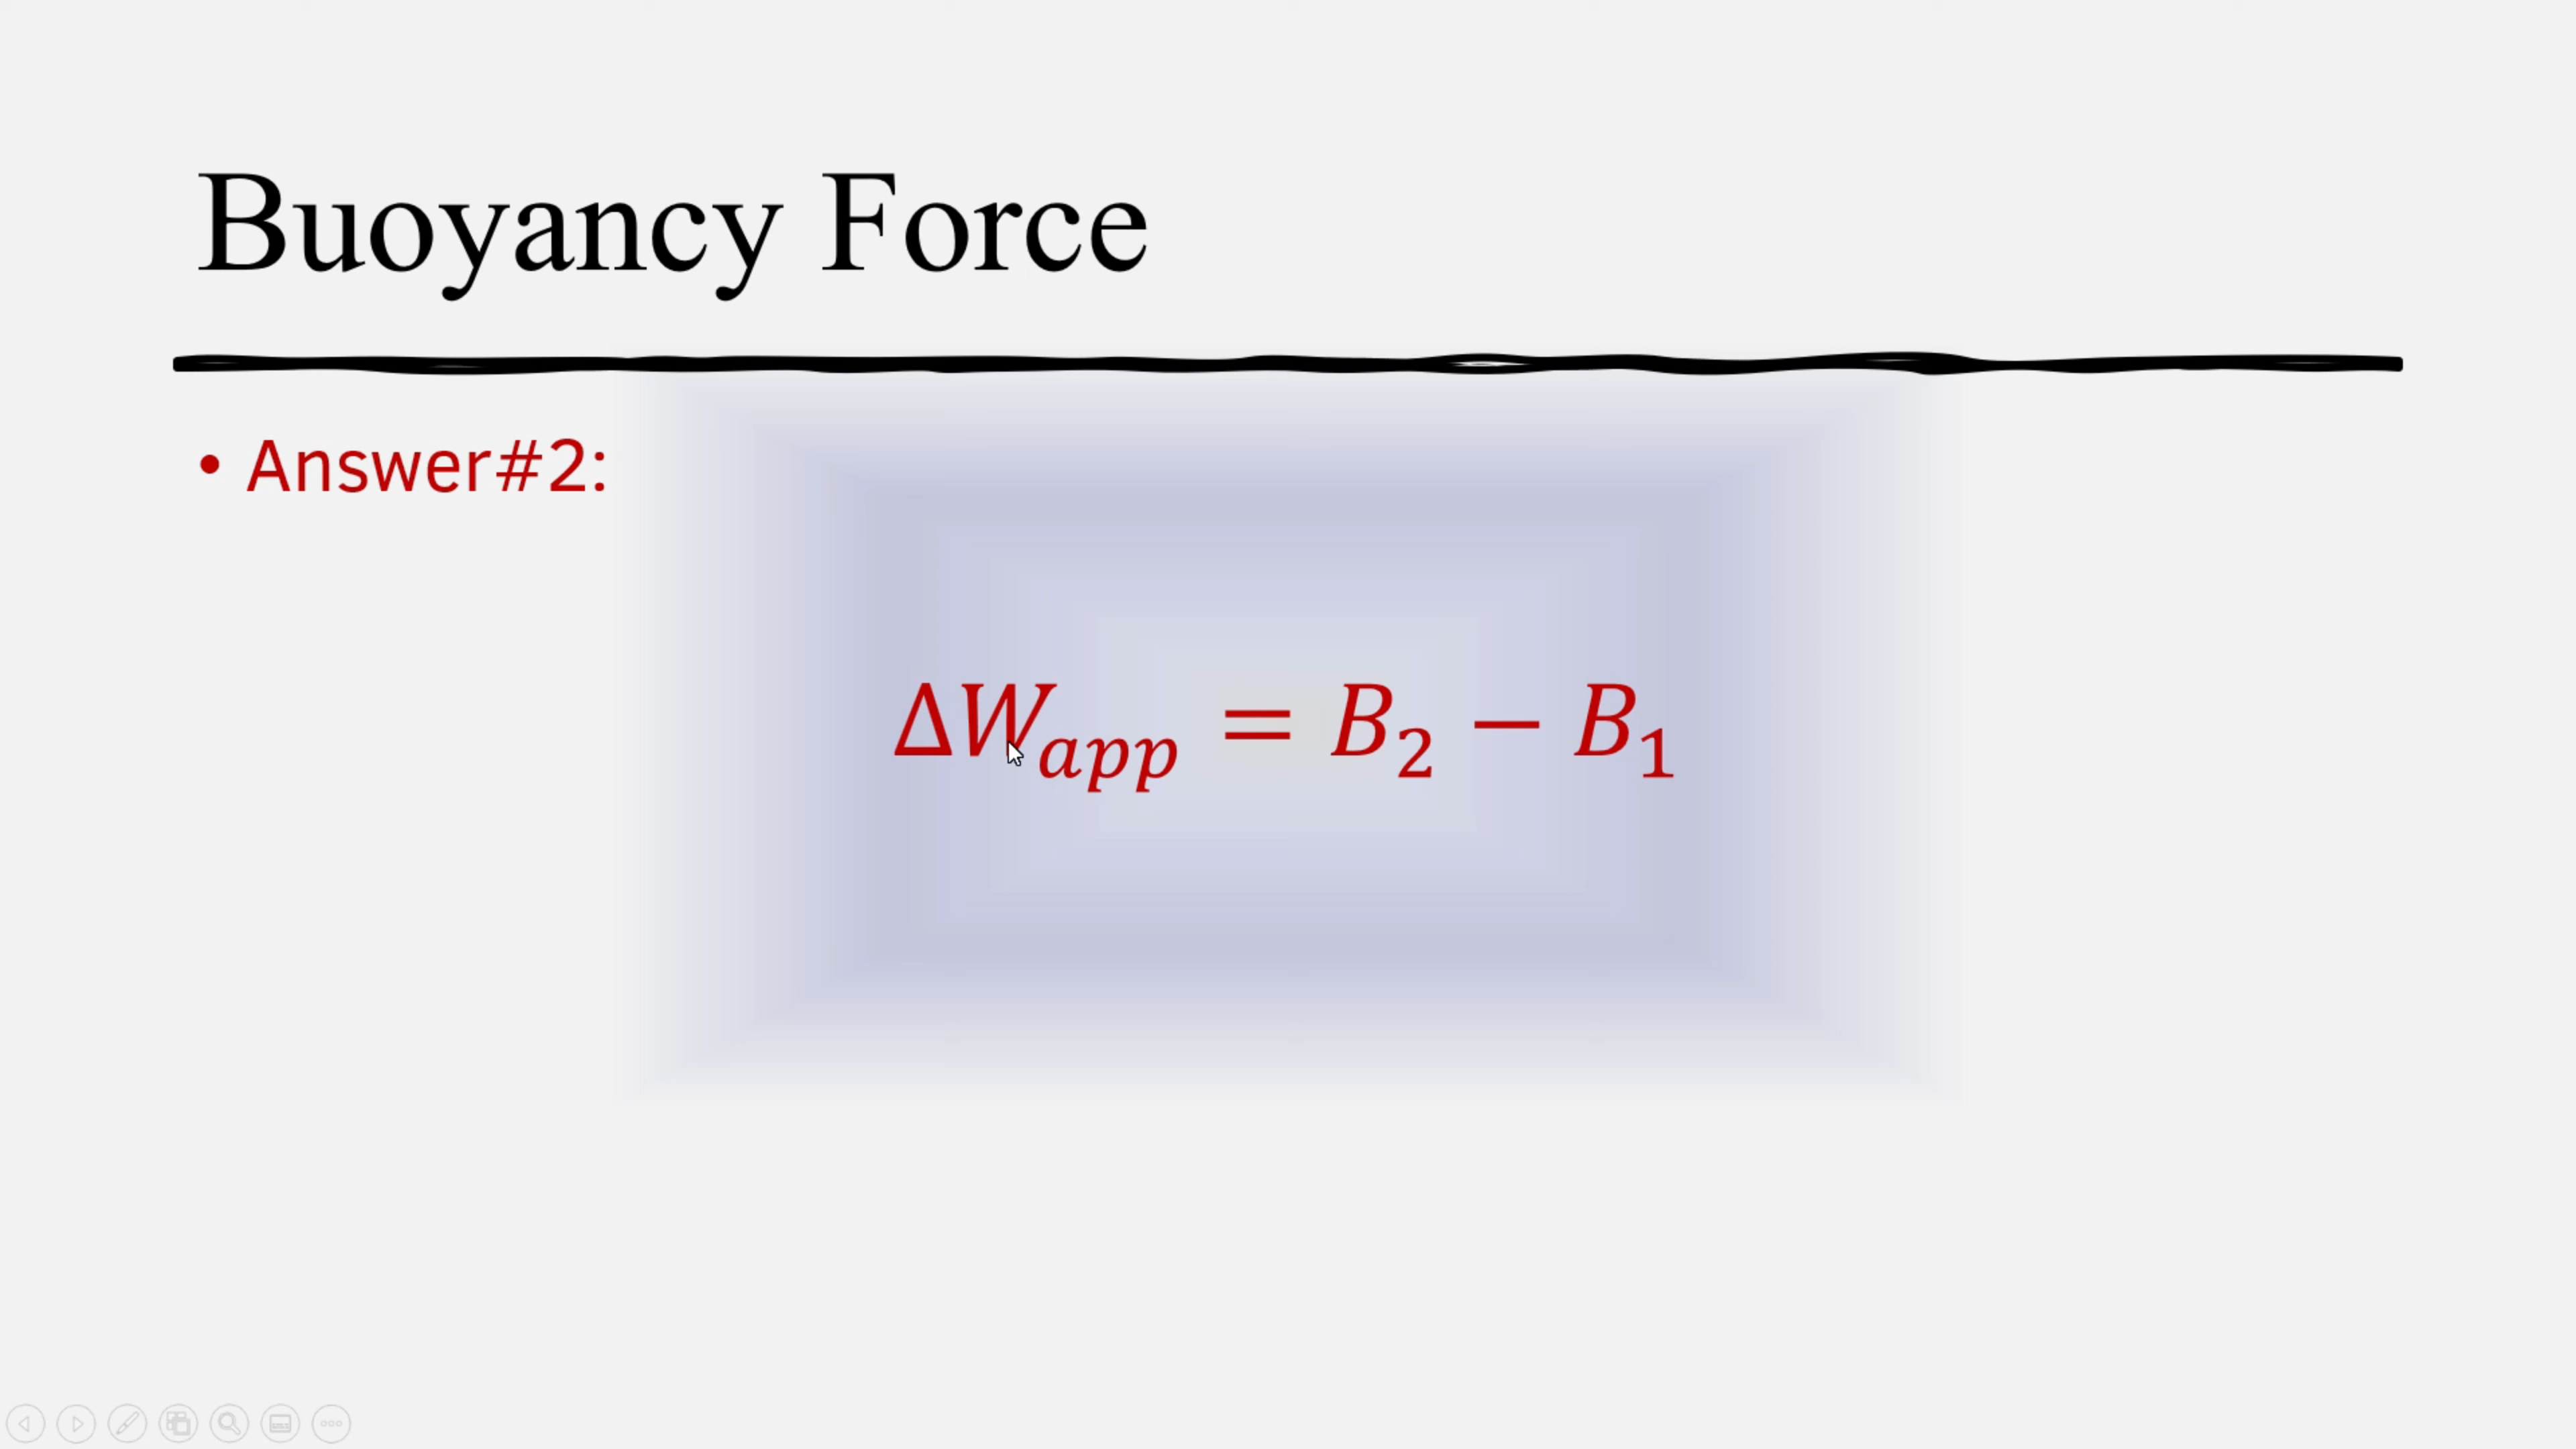 Buoyancy Force
• Answer#2:
ΔW_app = B_2 − B_1